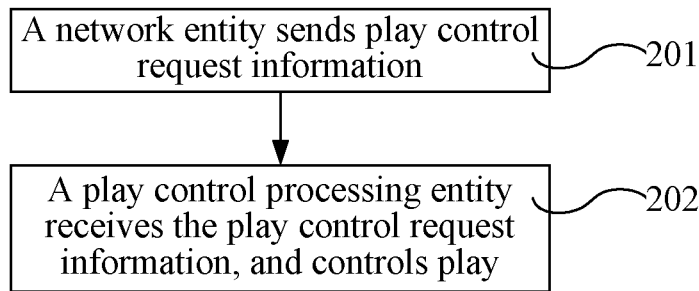 A network entity sends play control
request information
201
A play control processing entity
receives the play control request
information, and controls play
202